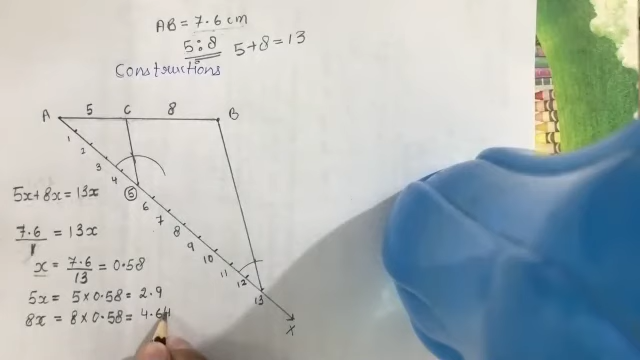 AB = 7.6 cm
5:8 5+8=13
Constructions
A 5 C 8 B
1
2
3
4
5
6
7
8
9
10
11
12
13
X
5x+8x=13x
7.6/1 = 13x
x = 7.6/13 = 0.58
5x = 5×0.58 = 2.9
8x = 8×0.58 = 4.64